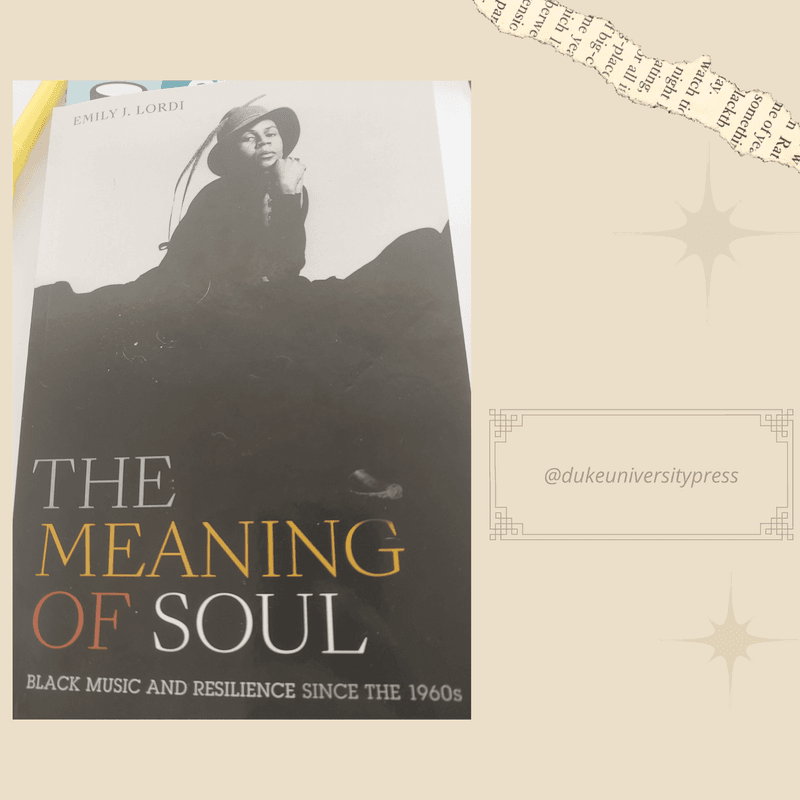 EMILY J. LORDI
THE
MEANING
OF SOUL
BLACK MUSIC AND RESILIENCE SINCE THE 1960s
@dukeuniversitypress